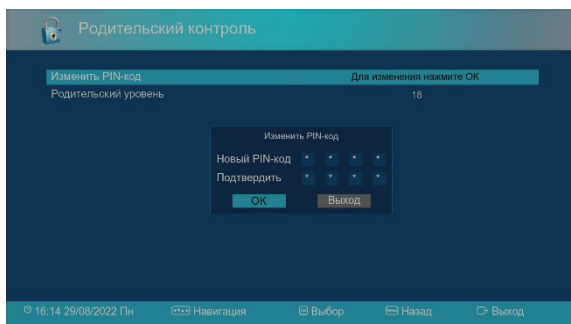 Родительский контроль
Изменить PIN-код Для изменения нажмите ОК
Родительский уровень 18
Изменить PIN-код
Новый PIN-код * * * *
Подтвердить * * * *
OK Выход
16:14 29/08/2022 Пн Навигация Выбор Назад Выход